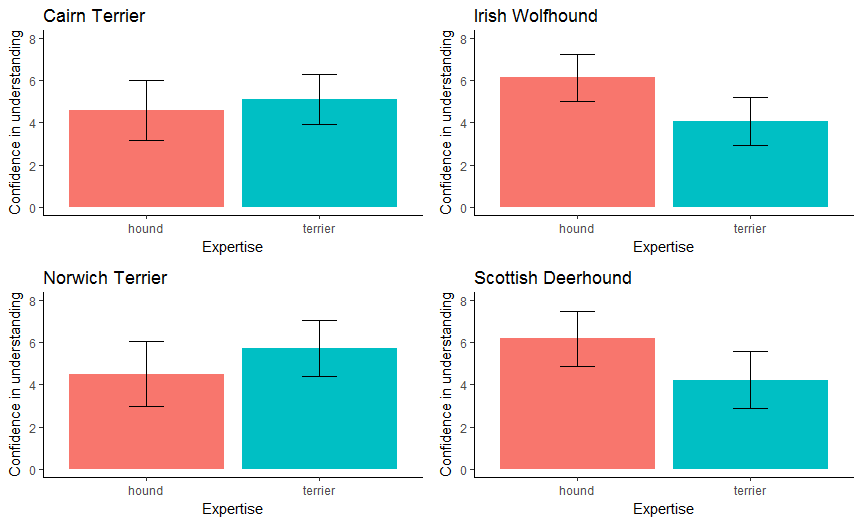 Cairn Terrier
Confidence in understanding
8
6
4
2
0
hound
terrier
Expertise
Irish Wolfhound
Confidence in understanding
8
6
4
2
0
hound
terrier
Expertise
Norwich Terrier
Confidence in understanding
8
6
4
2
0
hound
terrier
Expertise
Scottish Deerhound
Confidence in understanding
8
6
4
2
0
hound
terrier
Expertise